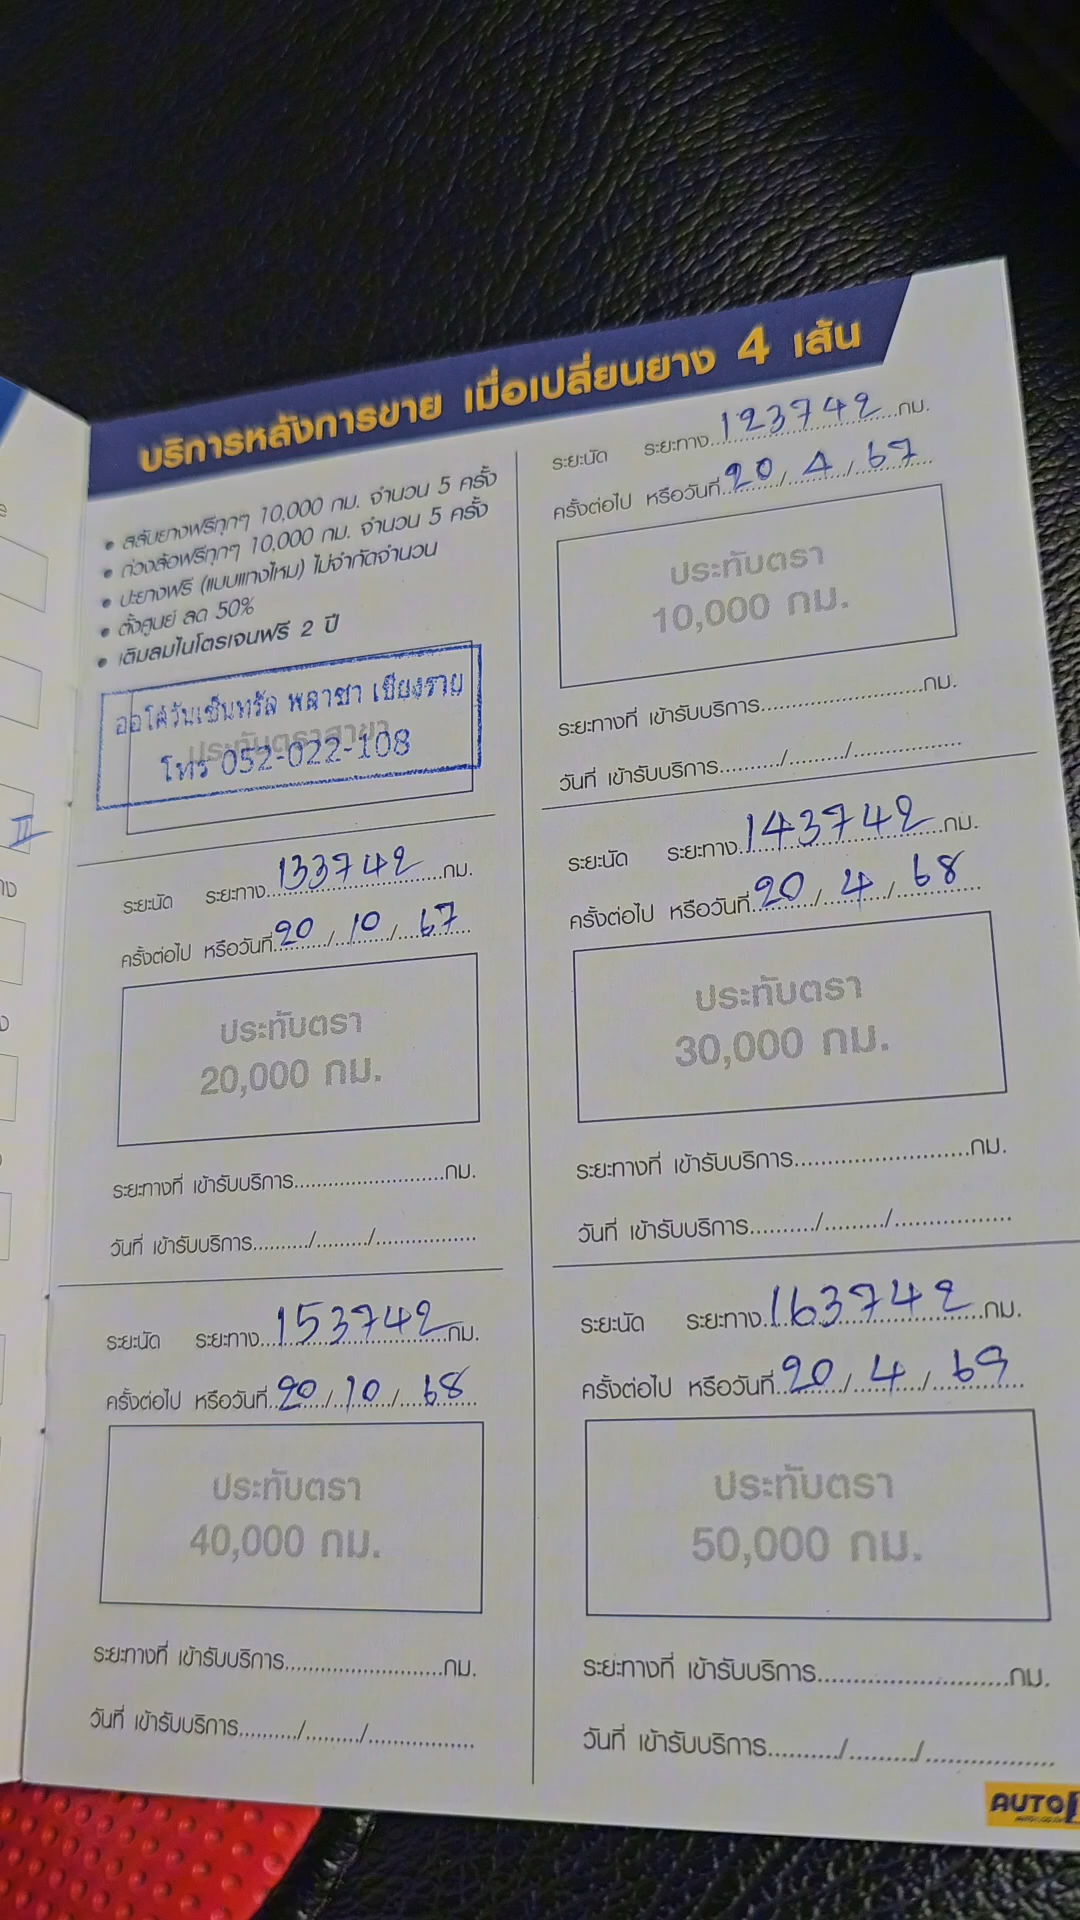 บริการหลังการขาย เมื่อเปลี่ยนยาง 4 เส้น
• สลับยางฟรีทุกๆ 10,000 กม. จำนวน 5 ครั้ง
• ถ่วงล้อฟรีทุกๆ 10,000 กม. จำนวน 5 ครั้ง
• ปะยางฟรี (แบบแทงไหม) ไม่จำกัดจำนวน
• ตั้งศูนย์ ลด 50%
• เติมลมไนโตรเจนฟรี 2 ปี
ประทับตราสาขา
ออโต้วันเซ็นทรัล พลาซา เชียงราย
โทร 052-022-108
ระยะนัด ระยะทาง 123742 กม.
ครั้งต่อไป หรือวันที่ 20/4/67
ประทับตรา
10,000 กม.
ระยะทางที่ เข้ารับบริการ..........กม.
วันที่ เข้ารับบริการ........../........./................
ระยะนัด ระยะทาง 133742 กม.
ครั้งต่อไป หรือวันที่ 20/10/67
ประทับตรา
20,000 กม.
ระยะทางที่ เข้ารับบริการ..........กม.
วันที่ เข้ารับบริการ........../........./................
ระยะนัด ระยะทาง 143742 กม.
ครั้งต่อไป หรือวันที่ 20/4/68
ประทับตรา
30,000 กม.
ระยะทางที่ เข้ารับบริการ..........กม.
วันที่ เข้ารับบริการ........../........./................
ระยะนัด ระยะทาง 153742 กม.
ครั้งต่อไป หรือวันที่ 20/10/68
ประทับตรา
40,000 กม.
ระยะทางที่ เข้ารับบริการ..........กม.
วันที่ เข้ารับบริการ........../........./................
ระยะนัด ระยะทาง 163742 กม.
ครั้งต่อไป หรือวันที่ 20/4/69
ประทับตรา
50,000 กม.
ระยะทางที่ เข้ารับบริการ..........กม.
วันที่ เข้ารับบริการ........../........./................
AUTO1